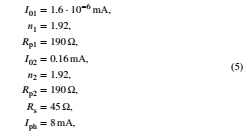 I₀₁ = 1.6 · 10⁻⁶ mA,
n₁ = 1.92,
Rₚ₁ = 190 Ω,
I₀₂ = 0.16 mA,
n₂ = 1.92,
Rₚ₂ = 190 Ω,
Rₛ = 45 Ω,
Iₚₕ = 8 mA,
(5)